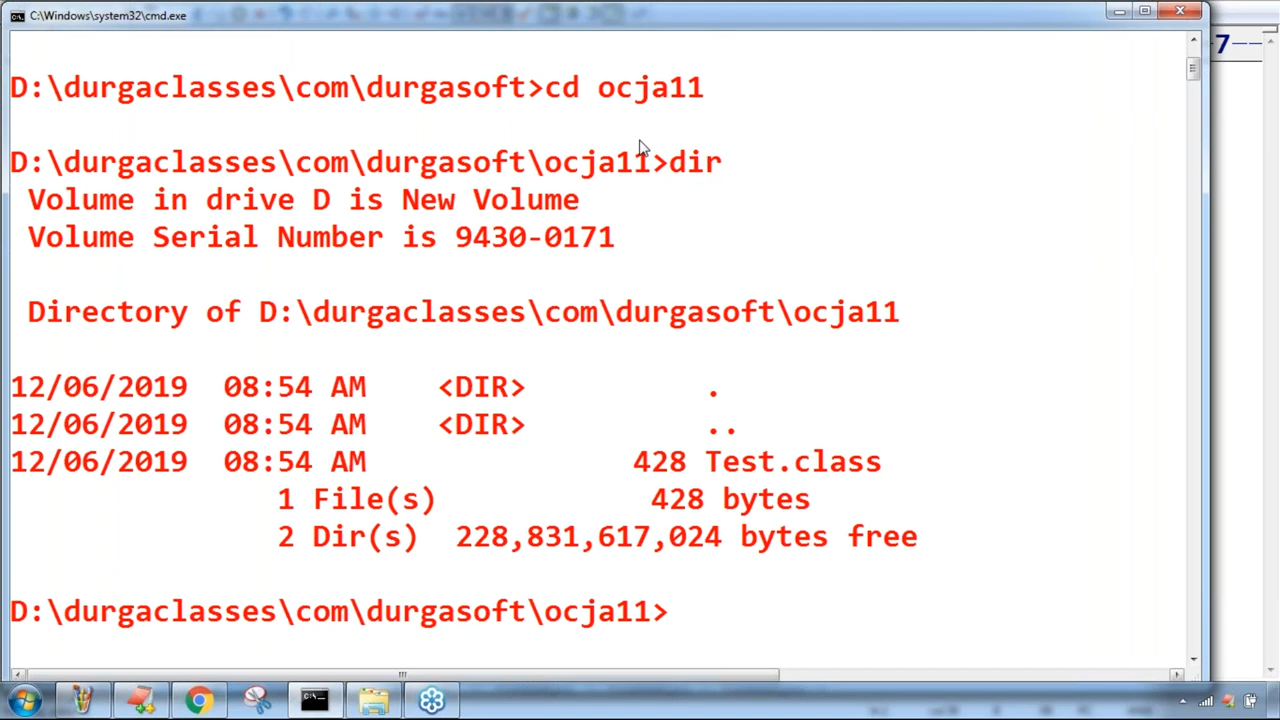 C:\Windows\system32\cmd.exe
7--
D:\durgaclasses\com\durgasoft>cd ocja11
D:\durgaclasses\com\durgasoft\ocja11>dir
Volume in drive D is New Volume
Volume Serial Number is 9430-0171
Directory of D:\durgaclasses\com\durgasoft\ocja11
12/06/2019 08:54 AM <DIR> .
12/06/2019 08:54 AM <DIR> ..
12/06/2019 08:54 AM 428 Test.class
1 File(s) 428 bytes
2 Dir(s) 228,831,617,024 bytes free
D:\durgaclasses\com\durgasoft\ocja11>